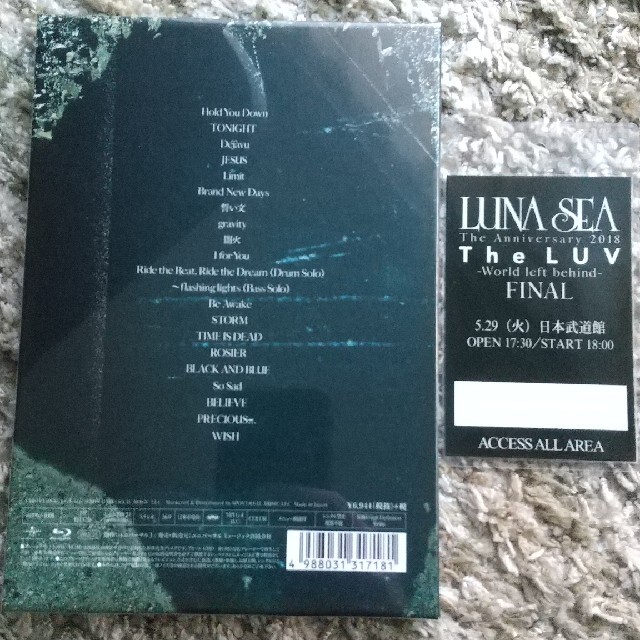 Hold You Down
TONIGHT
Déjàvu
JESUS
Limit
Brand New Days
誓い文
gravity
闇火
I for You
Ride the Beat, Ride the Dream (Drum Solo)
～flashing lights (Bass Solo)
Be Awake
STORM
TIME IS DEAD
ROSIER
BLACK AND BLUE
So Sad
BELIEVE
PRECIOUS...
WISH
¥6,944(税抜)+税
Blu-ray
4 988031 317181
LUNA SEA
The Anniversary 2018
The LUV
-World left behind-
FINAL
5.29 (火) 日本武道館
OPEN 17:30/START 18:00
ACCESS ALL AREA